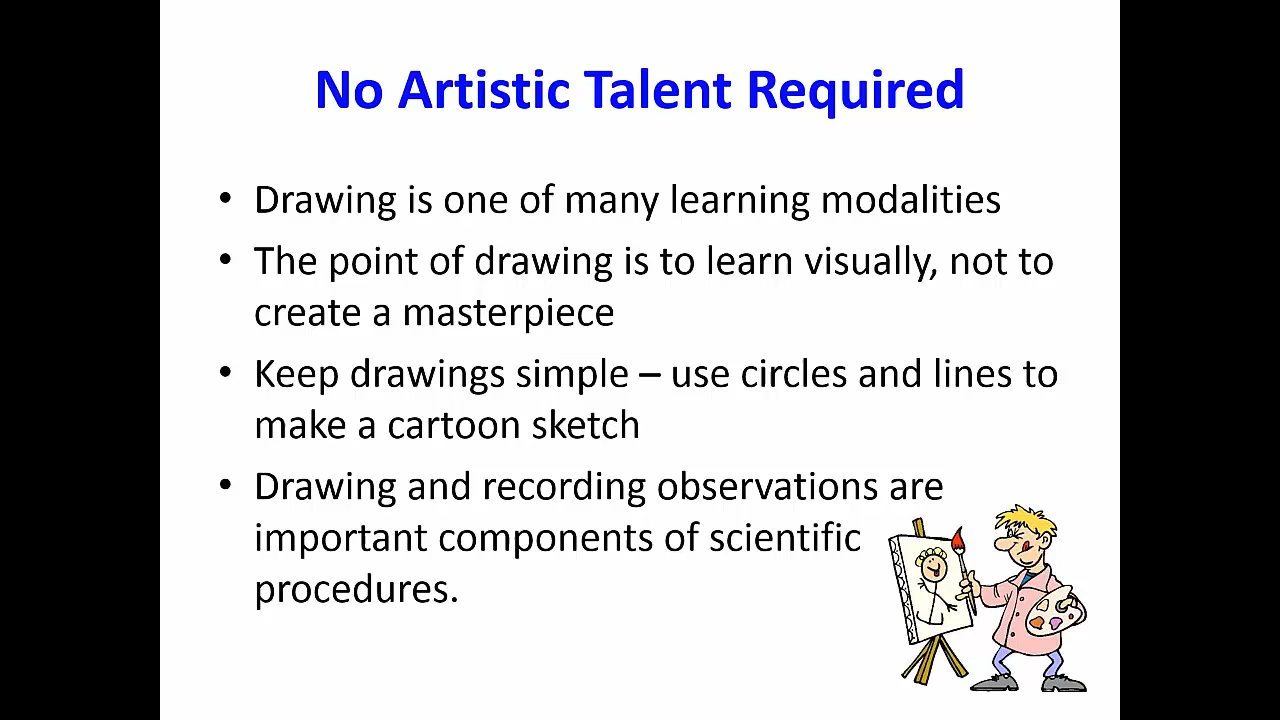 No Artistic Talent Required
• Drawing is one of many learning modalities
• The point of drawing is to learn visually, not to
create a masterpiece
• Keep drawings simple – use circles and lines to
make a cartoon sketch
• Drawing and recording observations are
important components of scientific
procedures.